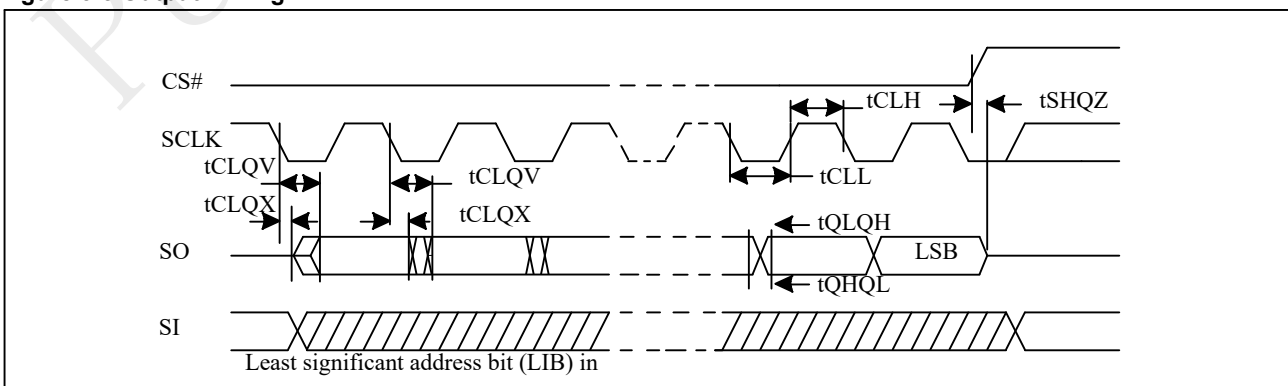 CS#
tCLH
tSHQZ
SCLK
tCLQV
tCLQV
tCLL
tCLQX
tCLQX
tQLQH
SO
LSB
tQHQL
SI
Least significant address bit (LIB) in